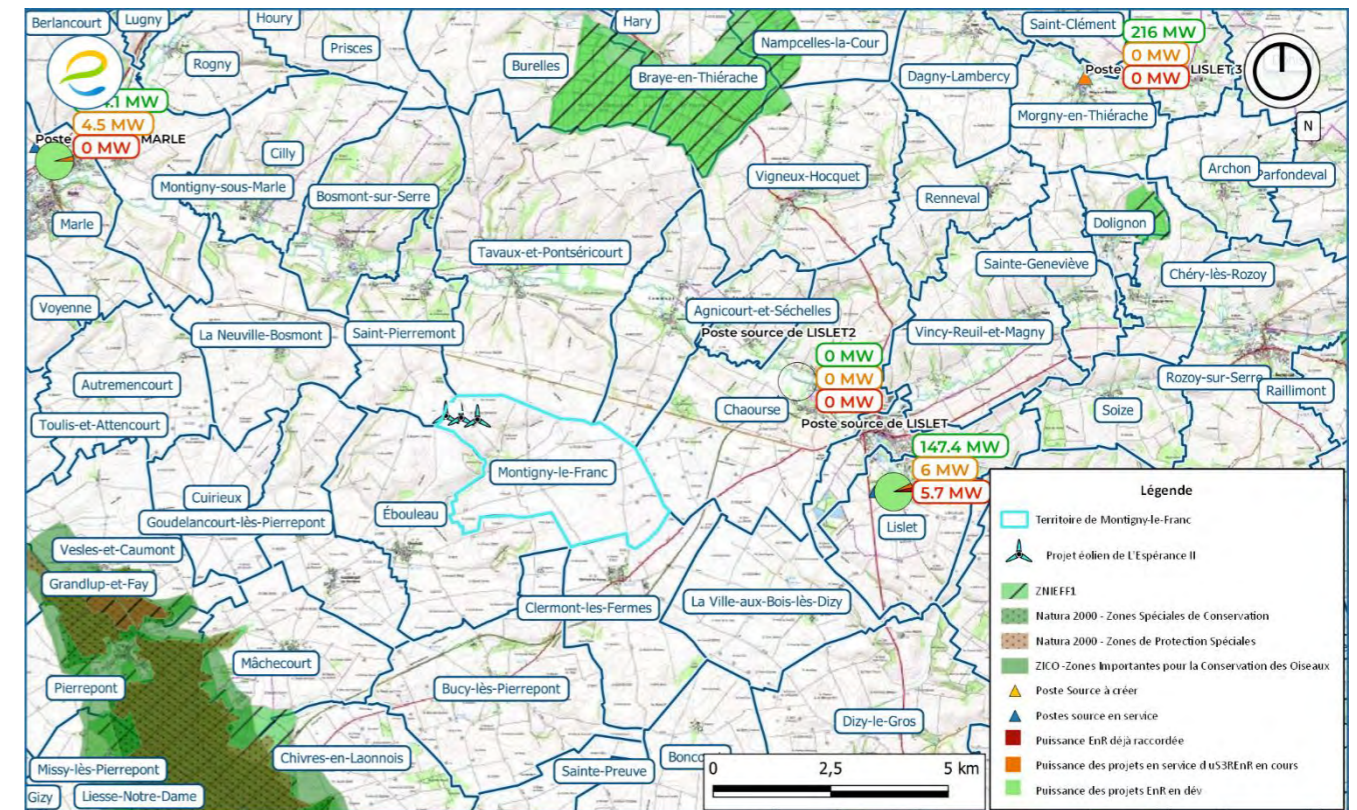 Berlancourt
Lugny
Houry
Hary
Saint-Clément
216 MW
Prisces
Nampcelles-la-Cour
0 MW
Rogny
Burelles
Braye-en-Thiérache
Dagny-Lambercy
Poste LISLET 3
0 MW
.1 MW
4.5 MW
Morgny-en-Thiérache
N
Poste MARLE
0 MW
Cilly
Archon
Parfondeval
Montigny-sous-Marle
Bosmont-sur-Serre
Vigneux-Hocquet
Renneval
Marle
Dolignon
Tavaux-et-Pontséricourt
Sainte-Geneviève
Chéry-lès-Rozoy
Voyenne
Agnicourt-et-Séchelles
La Neuville-Bosmont
Saint-Pierremont
Vincy-Reuil-et-Magny
Poste source de LISLET2
0 MW
0 MW
0 MW
Autremencourt
Rozoy-sur-Serre
Raillimont
Chaourse
Soize
Toulis-et-Attencourt
Poste source de LISLET
147.4 MW
6 MW
5.7 MW
Montigny-le-Franc
Cuirieux
Ébouleau
Goudelancourt-lès-Pierrepont
Lislet
Vesles-et-Caumont
Grandlup-et-Fay
Clermont-les-Fermes
La Ville-aux-Bois-lès-Dizy
Mâchecourt
Pierrepont
Bucy-lès-Pierrepont
Dizy-le-Gros
Chivres-en-Laonnois
Bonc
Missy-lès-Pierrepont
Sainte-Preuve
Gizy
Liesse-Notre-Dame
0 2,5 5 km
Légende
Territoire de Montigny-le-Franc
Projet éolien de L'Espérance II
ZNIEFF1
Natura 2000 - Zones Spéciales de Conservation
Natura 2000 - Zones de Protection Spéciales
ZICO -Zones Importantes pour la Conservation des Oiseaux
Poste Source à créer
Postes source en service
Puissance EnR déjà raccordée
Puissance des projets en service d uS3REnR en cours
Puissance des projets EnR en dév